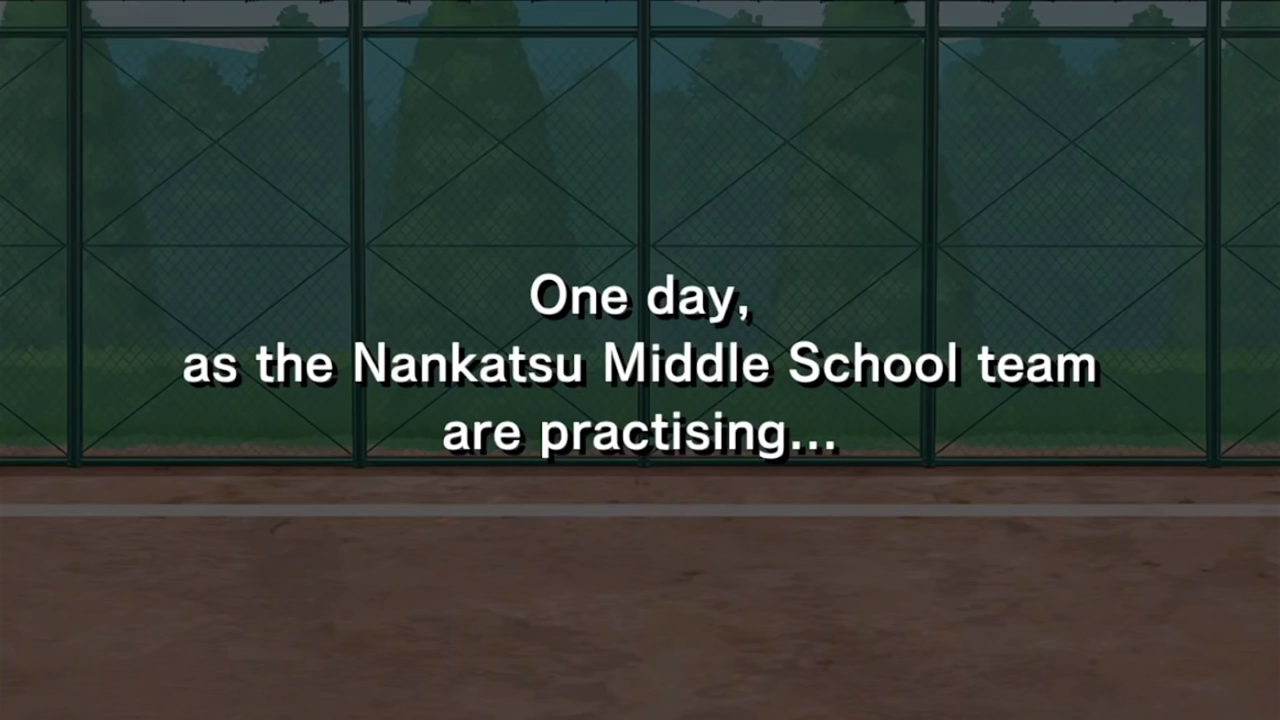 One day,
as the Nankatsu Middle School team
are practising...